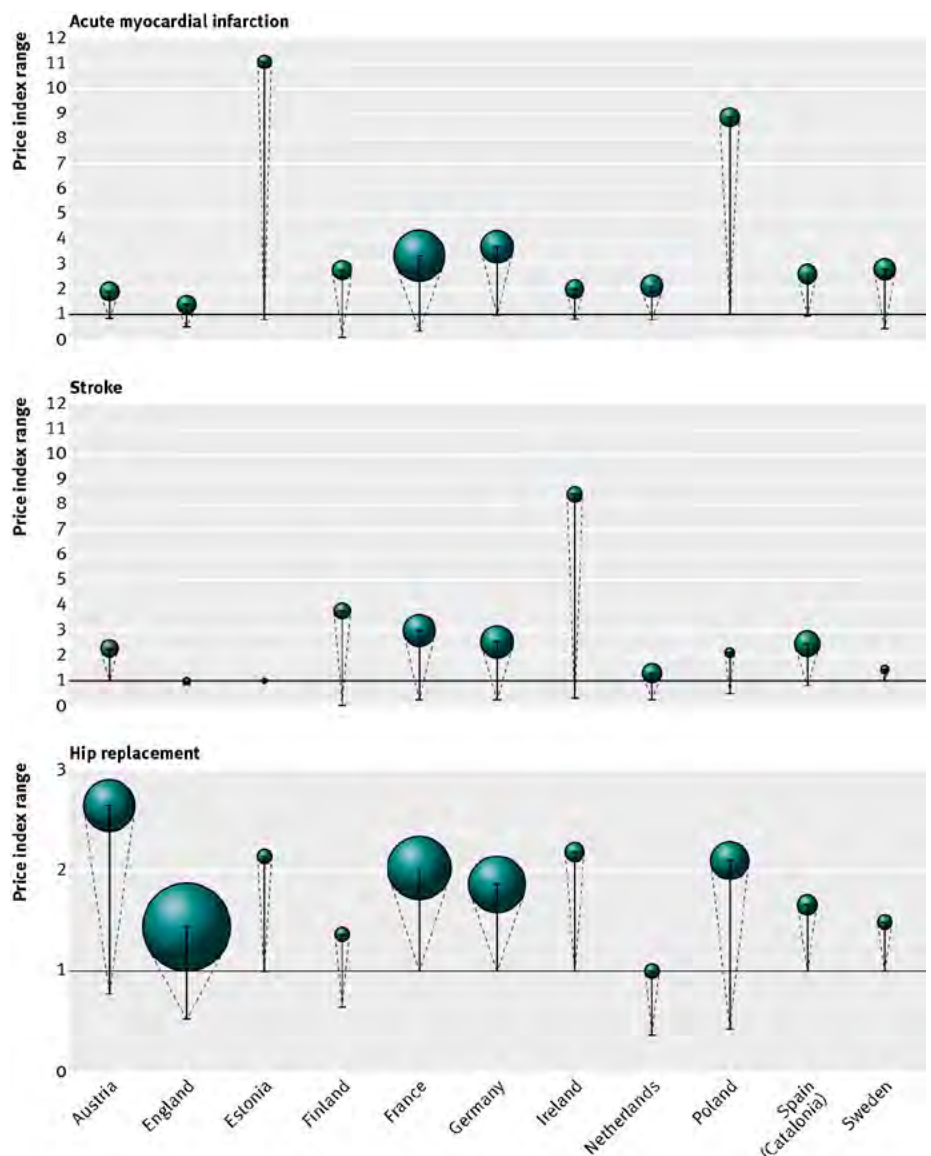 Acute myocardial infarction
Price index range
12
11
10
9
8
7
6
5
4
3
2
1
0
Stroke
Price index range
12
11
10
9
8
7
6
5
4
3
2
1
0
Hip replacement
Price index range
3
2
1
0
Austria
England
Estonia
Finland
France
Germany
Ireland
Netherlands
Poland
Spain
(Catalonia)
Sweden